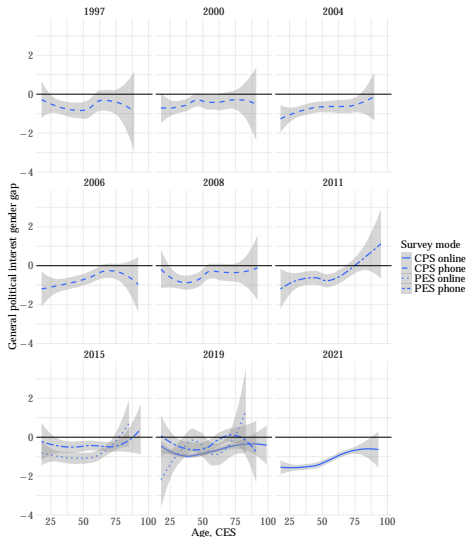 1997 2000 2004
2
0
−2
−4
2006 2008 2011
2
0
−2
−4
2015 2019 2021
2
0
−2
−4
25 50 75 100 25 50 75 100 25 50 75 100
Age, CES
General political interest gender gap
Survey mode
CPS online
CPS phone
PES online
PES phone